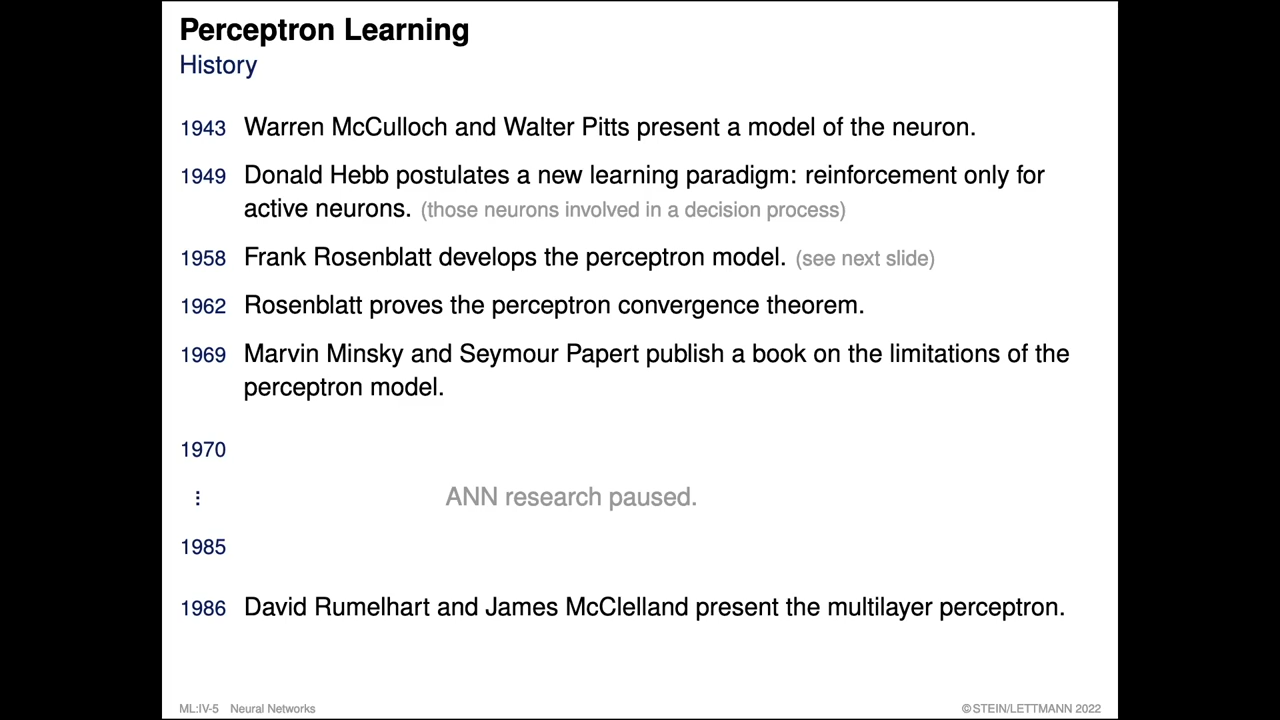 Perceptron Learning
History
1943 Warren McCulloch and Walter Pitts present a model of the neuron.
1949 Donald Hebb postulates a new learning paradigm: reinforcement only for
active neurons. (those neurons involved in a decision process)
1958 Frank Rosenblatt develops the perceptron model. (see next slide)
1962 Rosenblatt proves the perceptron convergence theorem.
1969 Marvin Minsky and Seymour Papert publish a book on the limitations of the
perceptron model.
1970
⋮ ANN research paused.
1985
1986 David Rumelhart and James McClelland present the multilayer perceptron.
ML:IV-5 Neural Networks ©STEIN/LETTMANN 2022